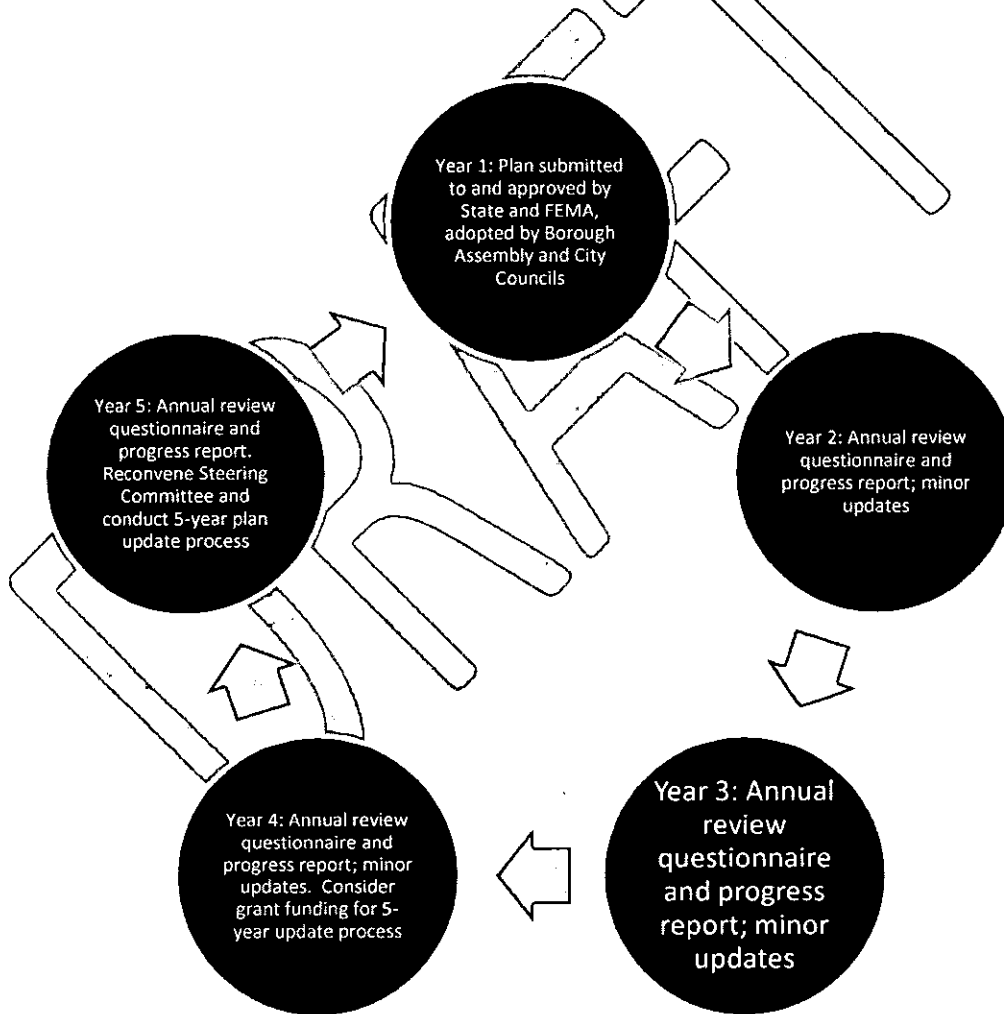 Year 1: Plan submitted
to and approved by
State and FEMA,
adopted by Borough
Assembly and City
Councils
Year 2: Annual review
questionnaire and
progress report; minor
updates
Year 3: Annual
review
questionnaire
and progress
report; minor
updates
Year 4: Annual review
questionnaire and
progress report; minor
updates. Consider
grant funding for 5-
year update process
Year 5: Annual review
questionnaire and
progress report.
Reconvene Steering
Committee and
conduct 5-year plan
update process